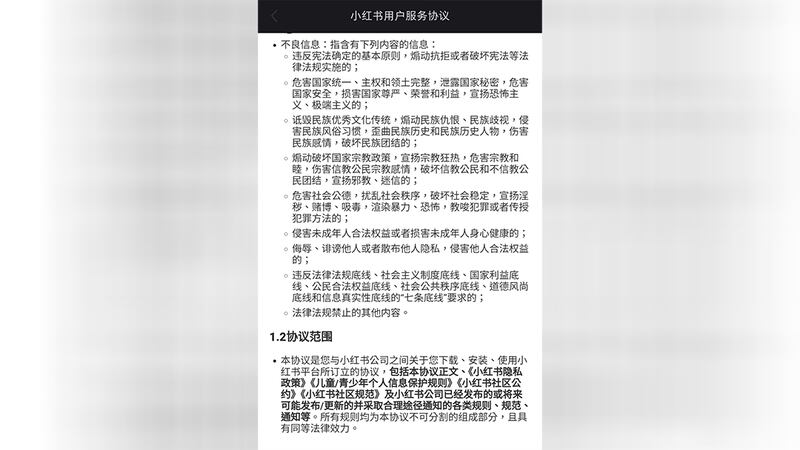 小红书用户服务协议
• 不良信息：指含有下列内容的信息：
○ 违反宪法确定的基本原则，煽动抗拒或者破坏宪法等法
律法规实施的；
○ 危害国家统一、主权和领土完整，泄露国家秘密，危害
国家安全，损害国家尊严、荣誉和利益，宣扬恐怖主
义、极端主义的；
○ 诋毁民族优秀文化传统，煽动民族仇恨、民族歧视，侵
害民族风俗习惯，歪曲民族历史和民族历史人物，伤害
民族感情，破坏民族团结的；
○ 煽动破坏国家宗教政策，宣扬宗教狂热，危害宗教和
睦，伤害信教公民宗教感情，破坏信教公民和不信教公
民团结，宣扬邪教、迷信的；
○ 危害社会公德，扰乱社会秩序，破坏社会稳定，宣扬淫
秽、赌博、吸毒，渲染暴力、恐怖，教唆犯罪或者传授
犯罪方法的；
○ 侵害未成年人合法权益或者损害未成年人身心健康的；
○ 侮辱、诽谤他人或者散布他人隐私，侵害他人合法权益
的；
○ 违反法律法规底线、社会主义制度底线、国家利益底
线、公民合法权益底线、社会公共秩序底线、道德风尚
底线和信息真实性底线的“七条底线”要求的；
○ 法律法规禁止的其他内容。
1.2协议范围
• 本协议是您与小红书公司之间关于您下载、安装、使用小
红书平台所订立的协议，包括本协议正文、《小红书隐私
政策》《儿童/青少年个人信息保护规则》《小红书社区公
约》《小红书社区规范》及小红书公司已经发布的或将来
可能发布/更新的并采取合理途径通知的各类规则、规范、
通知等。所有规则均为本协议不可分割的组成部分，且具
有同等法律效力。